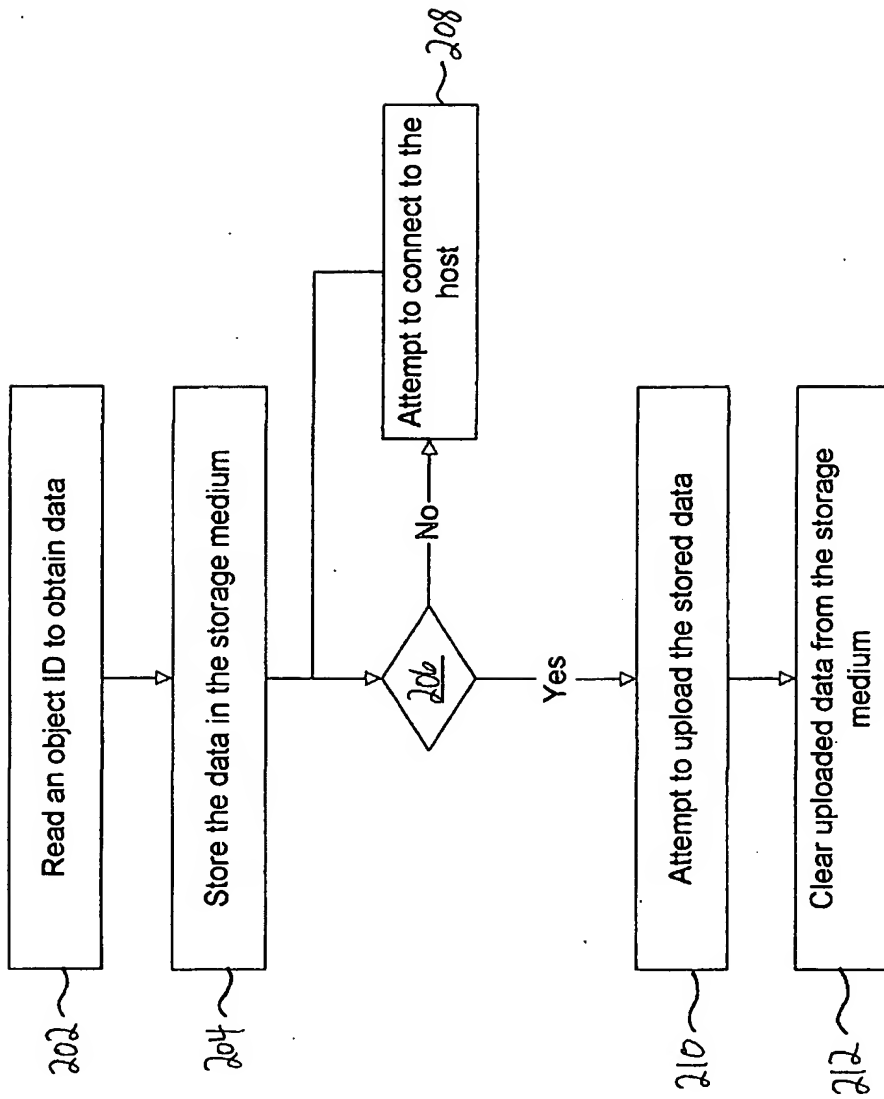 202
Read an object ID to obtain data
204
Store the data in the storage medium
206
No
208
Attempt to connect to the
host
Yes
210
Attempt to upload the stored data
212
Clear uploaded data from the storage
medium